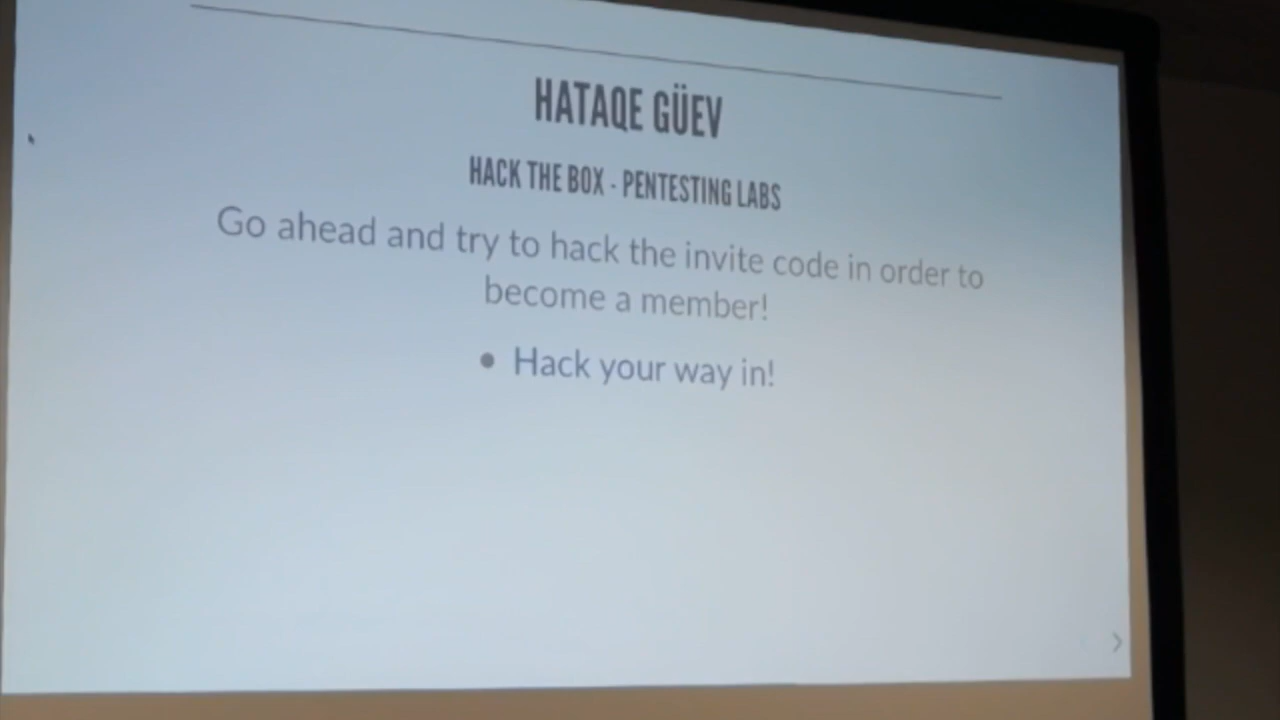 HATAQE GÜEV
HACK THE BOX - PENTESTING LABS
Go ahead and try to hack the invite code in order to
become a member!
• Hack your way in!